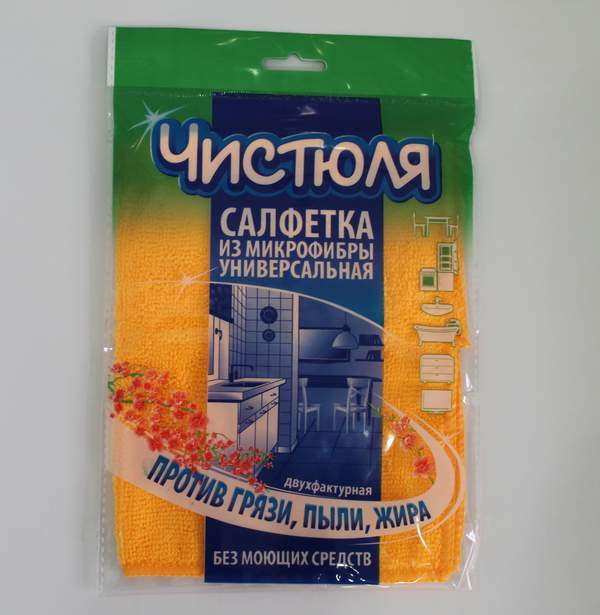 ЧИСТЮЛЯ
САЛФЕТКА
ИЗ МИКРОФИБРЫ
УНИВЕРСАЛЬНАЯ
двухфактурная
ПРОТИВ ГРЯЗИ, ПЫЛИ, ЖИРА
БЕЗ МОЮЩИХ СРЕДСТВ